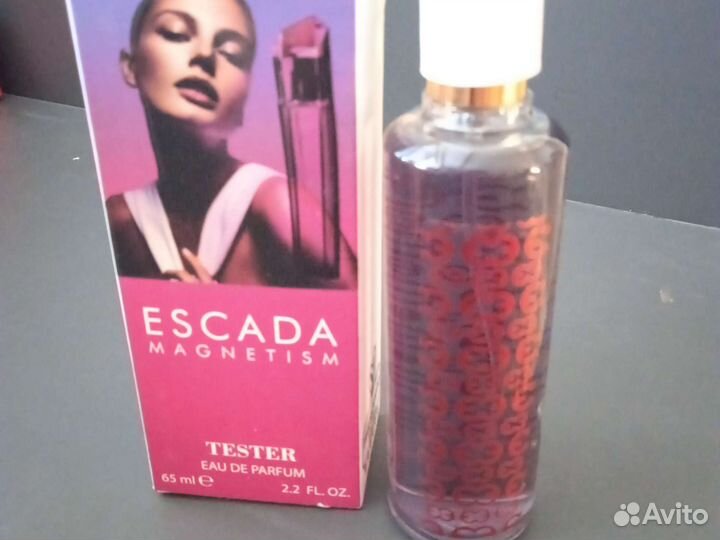 ESCADA
MAGNETISM
TESTER
EAU DE PARFUM
65 ml e 2.2 FL. OZ.
Avito